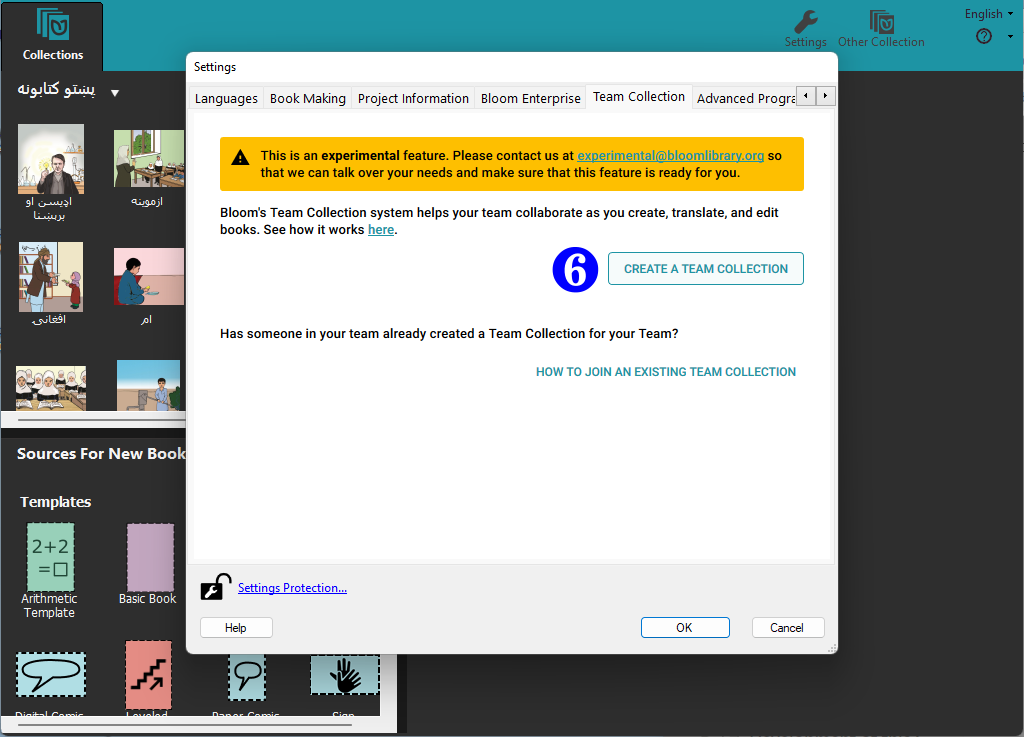 Collections
Settings
Other Collection
English
پښتو کتابونه
اډیسن او
بریښنا
ازموینه
افغانۍ
ام
Sources For New Book
Templates
2+2
=□
Arithmetic
Template
Basic Book
Digital Comic
Leveled
Paper Comic
Sign
Settings
Languages
Book Making
Project Information
Bloom Enterprise
Team Collection
Advanced Progra
This is an experimental feature. Please contact us at experimental@bloomlibrary.org so
that we can talk over your needs and make sure that this feature is ready for you.
Bloom's Team Collection system helps your team collaborate as you create, translate, and edit
books. See how it works here.
6
CREATE A TEAM COLLECTION
Has someone in your team already created a Team Collection for your Team?
HOW TO JOIN AN EXISTING TEAM COLLECTION
Settings Protection...
Help
OK
Cancel